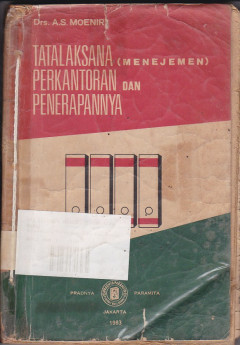 Drs. A.S. MOENIR
TATALAKSANA (MENEJEMEN)
PERKANTORAN DAN
PENERAPANNYA
PRADNYA PARAMITA
JAKARTA
1983